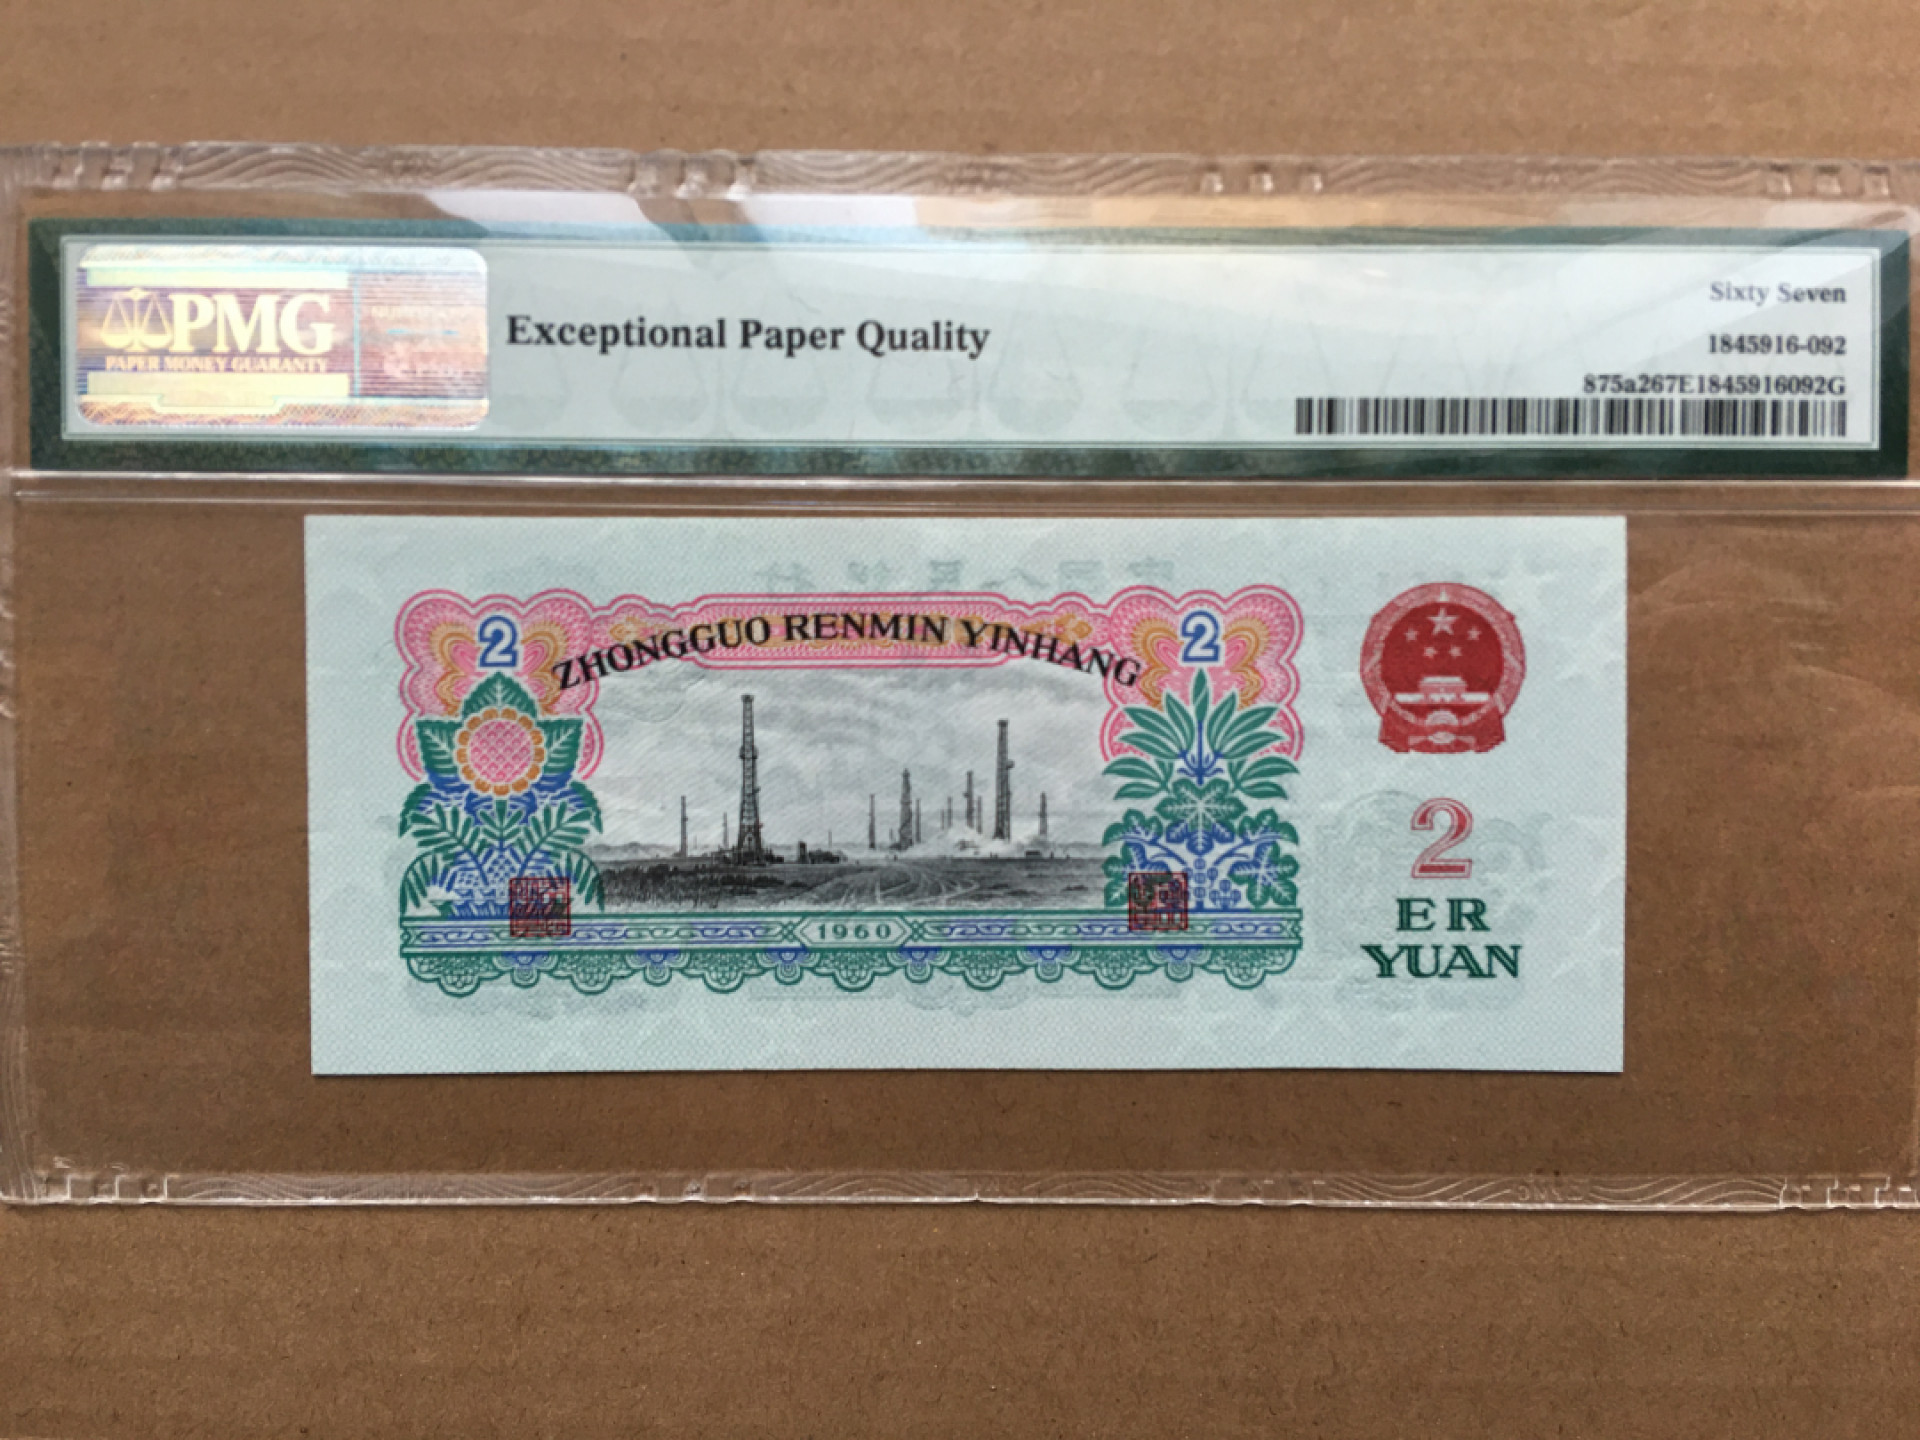 PMG
PAPER MONEY GUARANTY
Exceptional Paper Quality
Sixty Seven
1845916-092
875a267E1845916092G
2
ZHONGGUO RENMIN YINHANG
2
2
ER
YUAN
1960